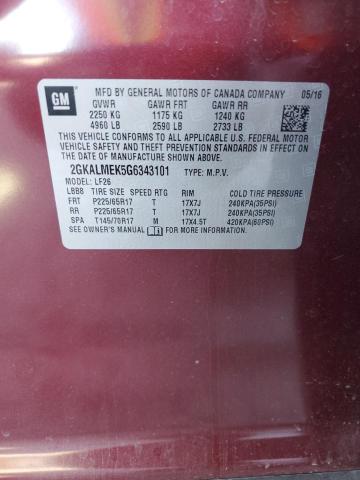 GM
MFD BY GENERAL MOTORS OF CANADA COMPANY 05/16
GVWR GAWR FRT GAWR RR
2250 KG 1175 KG 1240 KG
4960 LB 2590 LB 2733 LB
THIS VEHICLE CONFORMS TO ALL APPLICABLE U.S. FEDERAL MOTOR
VEHICLE SAFETY AND THEFT PREVENTION STANDARDS IN EFFECT
ON THE DATE OF MANUFACTURE SHOWN ABOVE.
2GKALMEK5G6343101 TYPE: M.P.V.
MODEL: LF26
LBB8 TIRE SIZE SPEED RTG RIM COLD TIRE PRESSURE
FRT P225/65R17 T 17X7J 240KPA(35PSI)
RR P225/65R17 T 17X7J 240KPA(35PSI)
SPA T145/70R17 M 17X4.5T 420KPA(60PSI)
SEE OWNER'S MANUAL FOR ADDITIONAL INFORMATION.